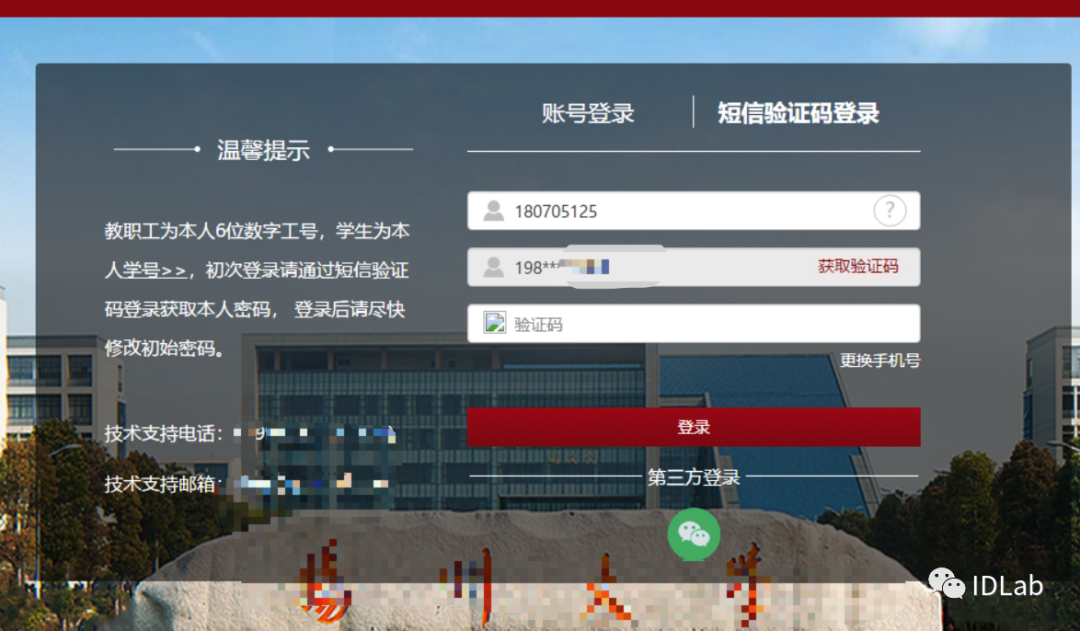 账号登录
短信验证码登录
温馨提示
教职工为本人6位数字工号，学生为本
人学号>>，初次登录请通过短信验证
码登录获取本人密码， 登录后请尽快
修改初始密码。
技术支持电话：
技术支持邮箱：
180705125
?
198***
获取验证码
验证码
更换手机号
登录
第三方登录
IDLab